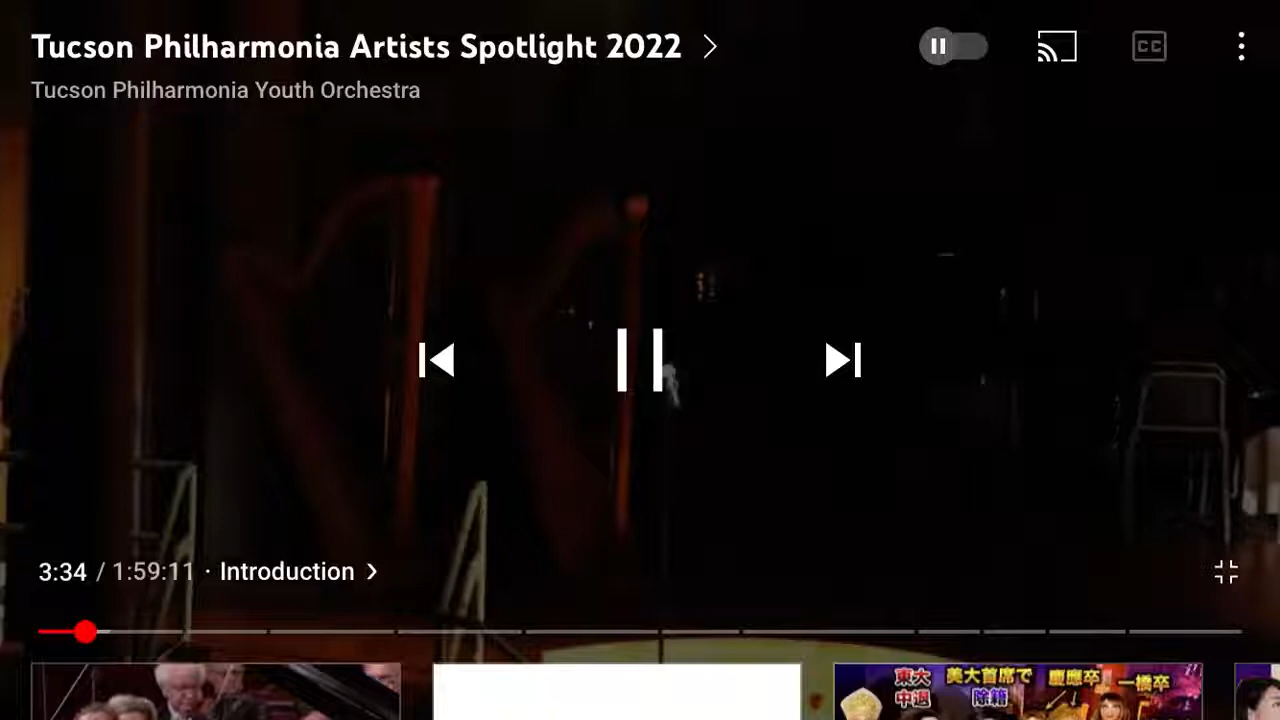 Tucson Philharmonia Artists Spotlight 2022
Tucson Philharmonia Youth Orchestra
CC
3:34 / 1:59:11 · Introduction
東大
中退
美大首席で
除籍
慶應卒
一橋卒